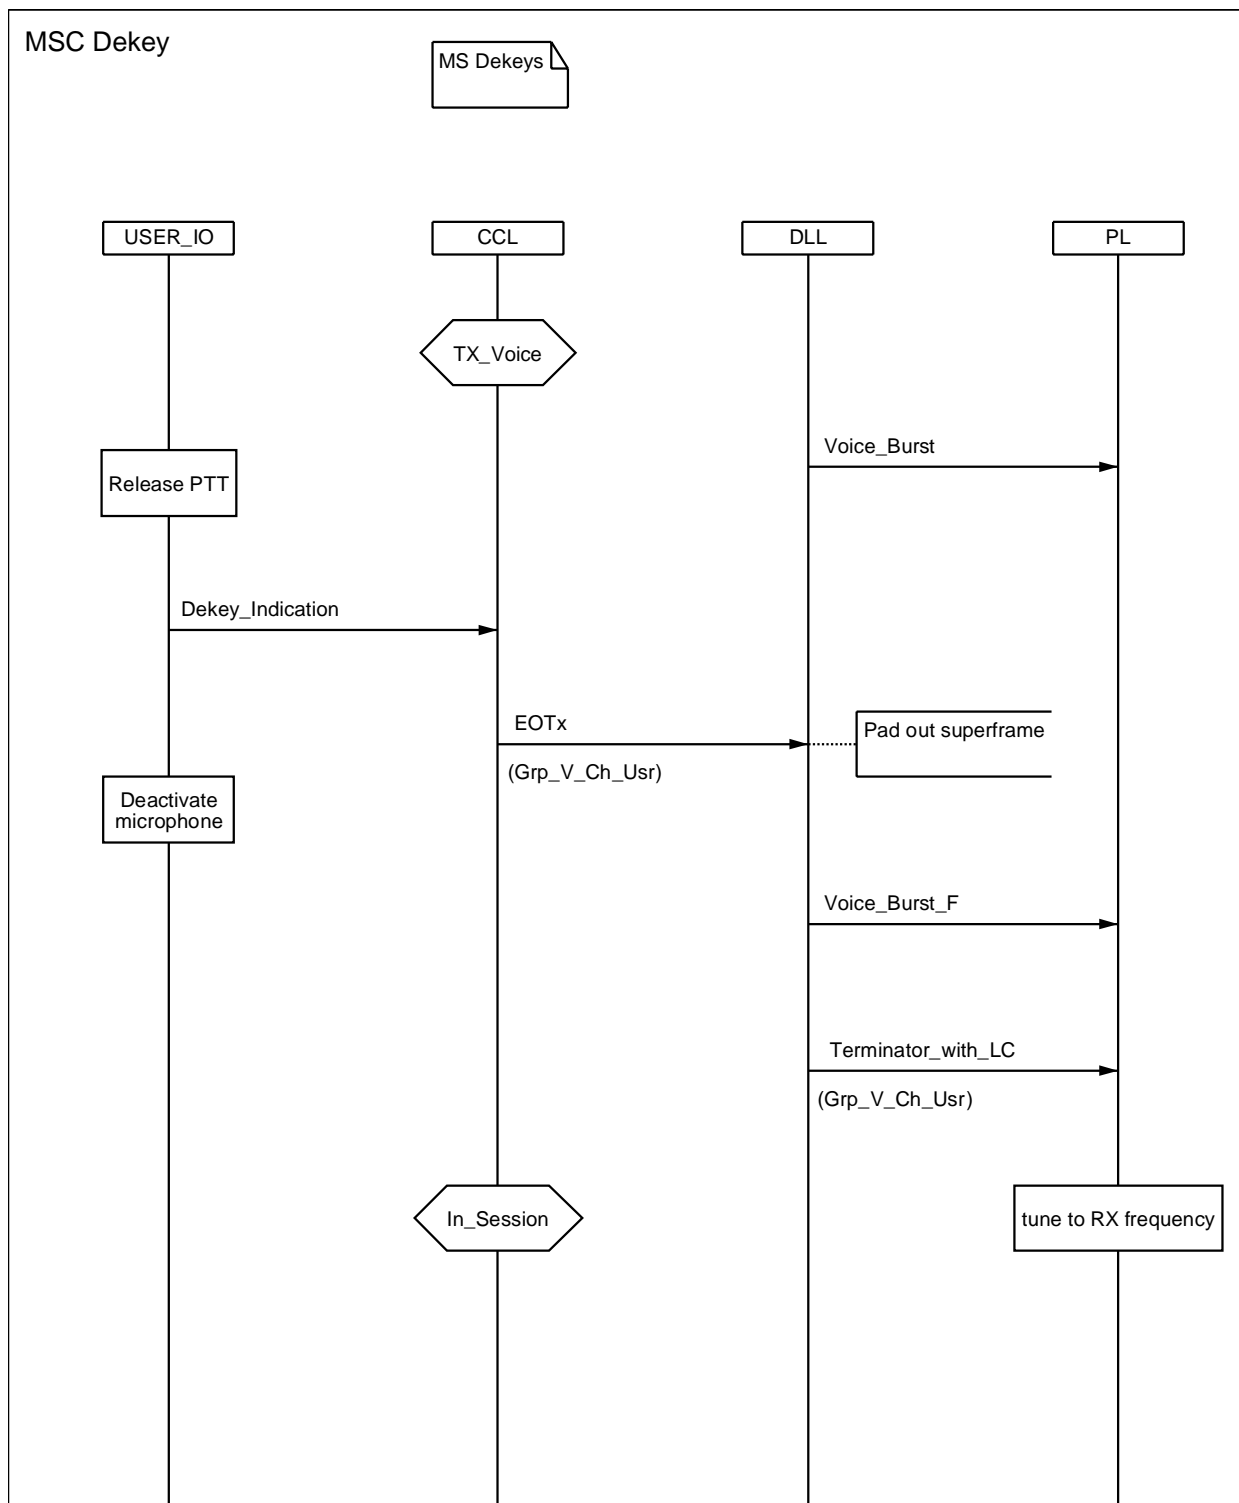 MSC Dekey
MS Dekeys
USER_IO
CCL
DLL
PL
TX_Voice
Voice_Burst
Release PTT
Dekey_Indication
EOTx
Pad out superframe
(Grp_V_Ch_Usr)
Deactivate
microphone
Voice_Burst_F
Terminator_with_LC
(Grp_V_Ch_Usr)
In_Session
tune to RX frequency